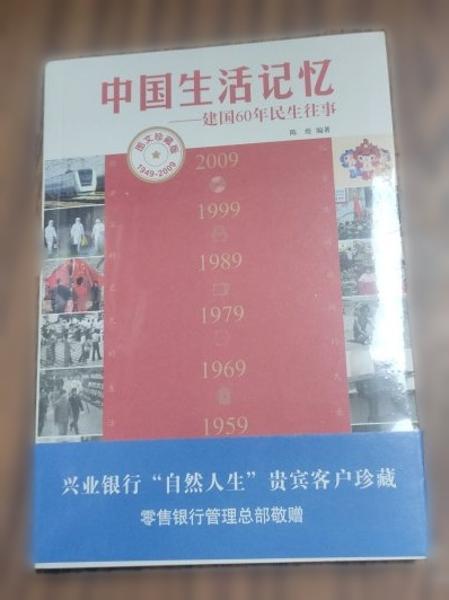 中国生活记忆
——建国60年民生往事
陈煜 编著
图文珍藏版
1949-2009
2009
1999
1989
1979
1969
1959
兴业银行“自然人生”贵宾客户珍藏
零售银行管理总部敬赠